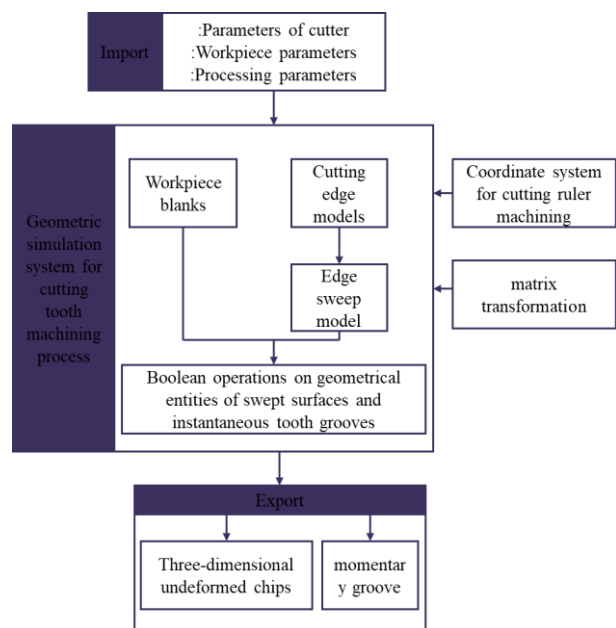 Import
:Parameters of cutter
:Workpiece parameters
:Processing parameters
Geometric
simulation
system for
cutting
tooth
machining
process
Workpiece
blanks
Cutting
edge
models
Coordinate system
for cutting ruler
machining
Edge
sweep
model
matrix
transformation
Boolean operations on geometrical
entities of swept surfaces and
instantaneous tooth grooves
Export
Three-dimensional
undeformed chips
momentar
y groove